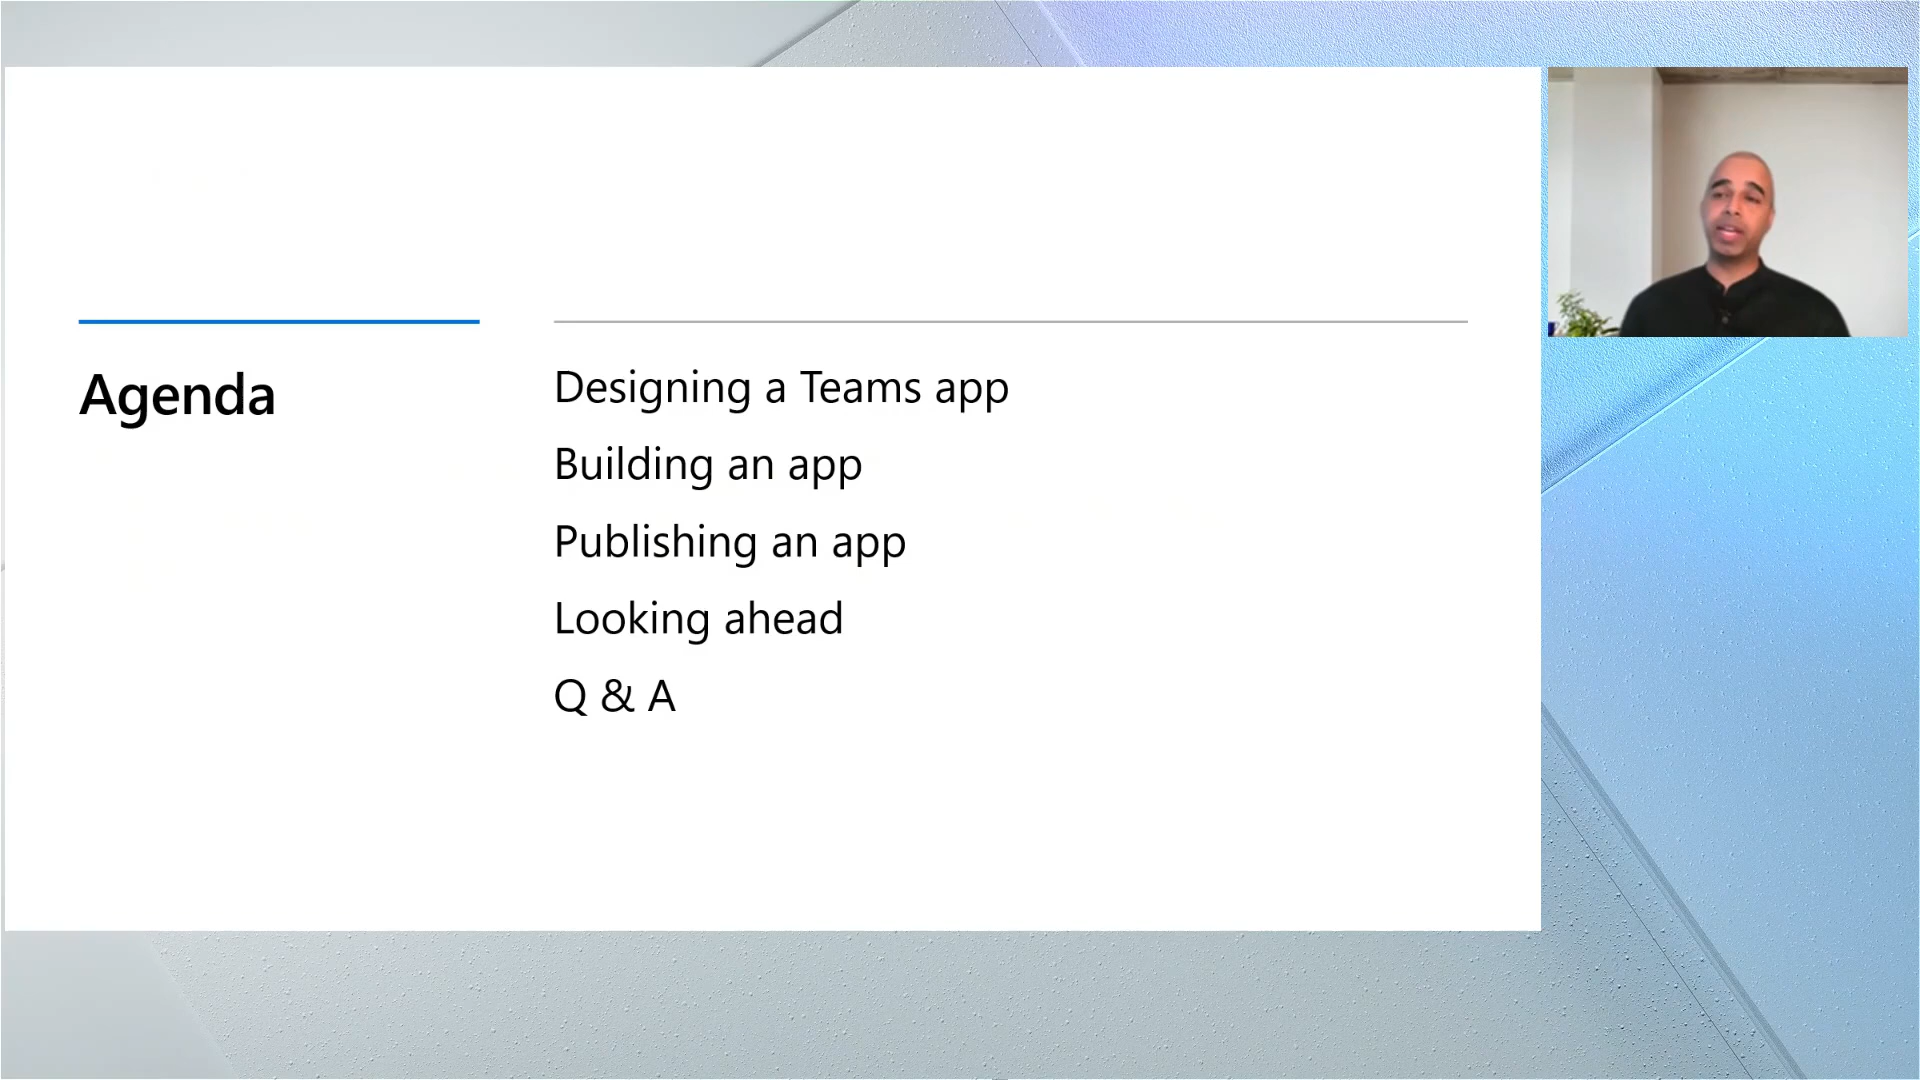 Agenda
Designing a Teams app
Building an app
Publishing an app
Looking ahead
Q & A